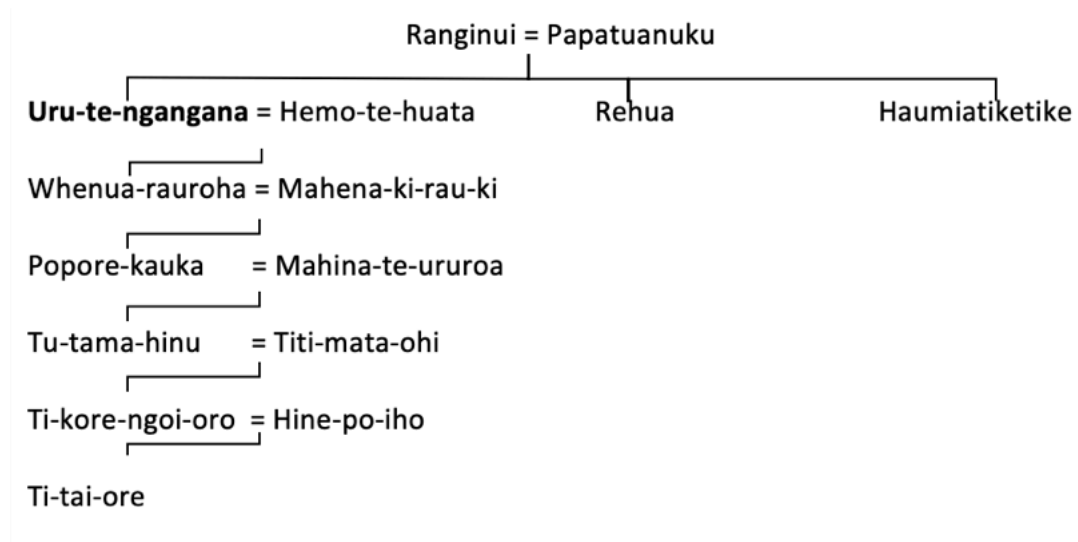 Ranginui = Papatuanuku
Uru-te-ngangana = Hemo-te-huata Rehua Haumiatiketike
Whenua-rauroha = Mahena-ki-rau-ki
Popore-kauka = Mahina-te-ururoa
Tu-tama-hinu = Titi-mata-ohi
Ti-kore-ngoi-oro = Hine-po-iho
Ti-tai-ore